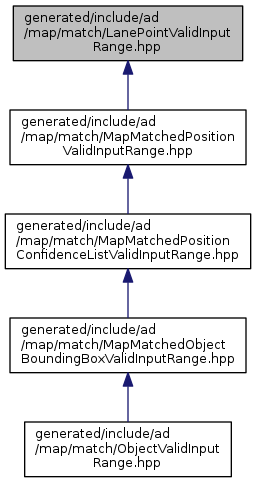 generated/include/ad
/map/match/LanePointValidInput
Range.hpp
generated/include/ad
/map/match/MapMatchedPosition
ValidInputRange.hpp
generated/include/ad
/map/match/MapMatchedPosition
ConfidenceListValidInputRange.hpp
generated/include/ad
/map/match/MapMatchedObject
BoundingBoxValidInputRange.hpp
generated/include/ad
/map/match/ObjectValidInput
Range.hpp